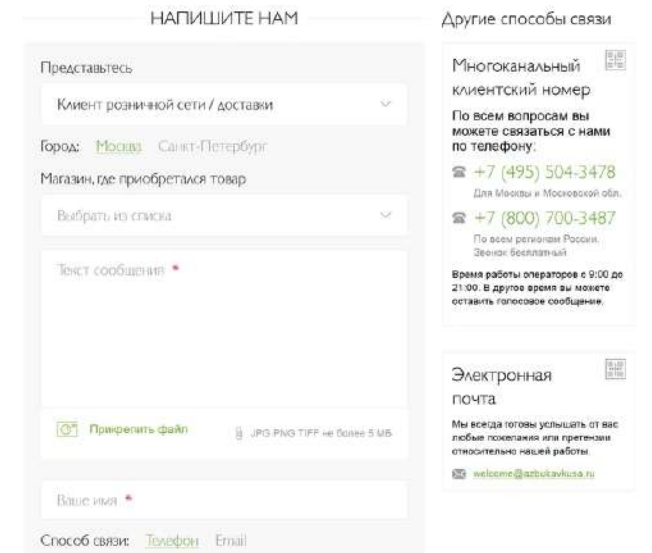 НАПИШИТЕ НАМ
Представьтесь
Клиент розничной сети / доставки
Город: Москва Санкт-Петербург
Магазин, где приобретался товар
Выбрать из списка
Текст сообщения *
Прикрепить файл
JPG PNG TIFF не более 5 МБ
Ваше имя *
Способ связи: Телефон Email
Другие способы связи
Многоканальный
клиентский номер
По всем вопросам вы
можете связаться с нами
по телефону:
+7 (495) 504-3478
Для Москвы и Московской обл.
+7 (800) 700-3487
По всем регионам России.
Звонок бесплатный
Время работы операторов с 9:00 до
21:00. В другое время вы можете
оставить голосовое сообщение.
Электронная
почта
Мы всегда готовы услышать от вас
любые пожелания или претензии
относительно нашей работы
welcome@azbukavkusa.ru